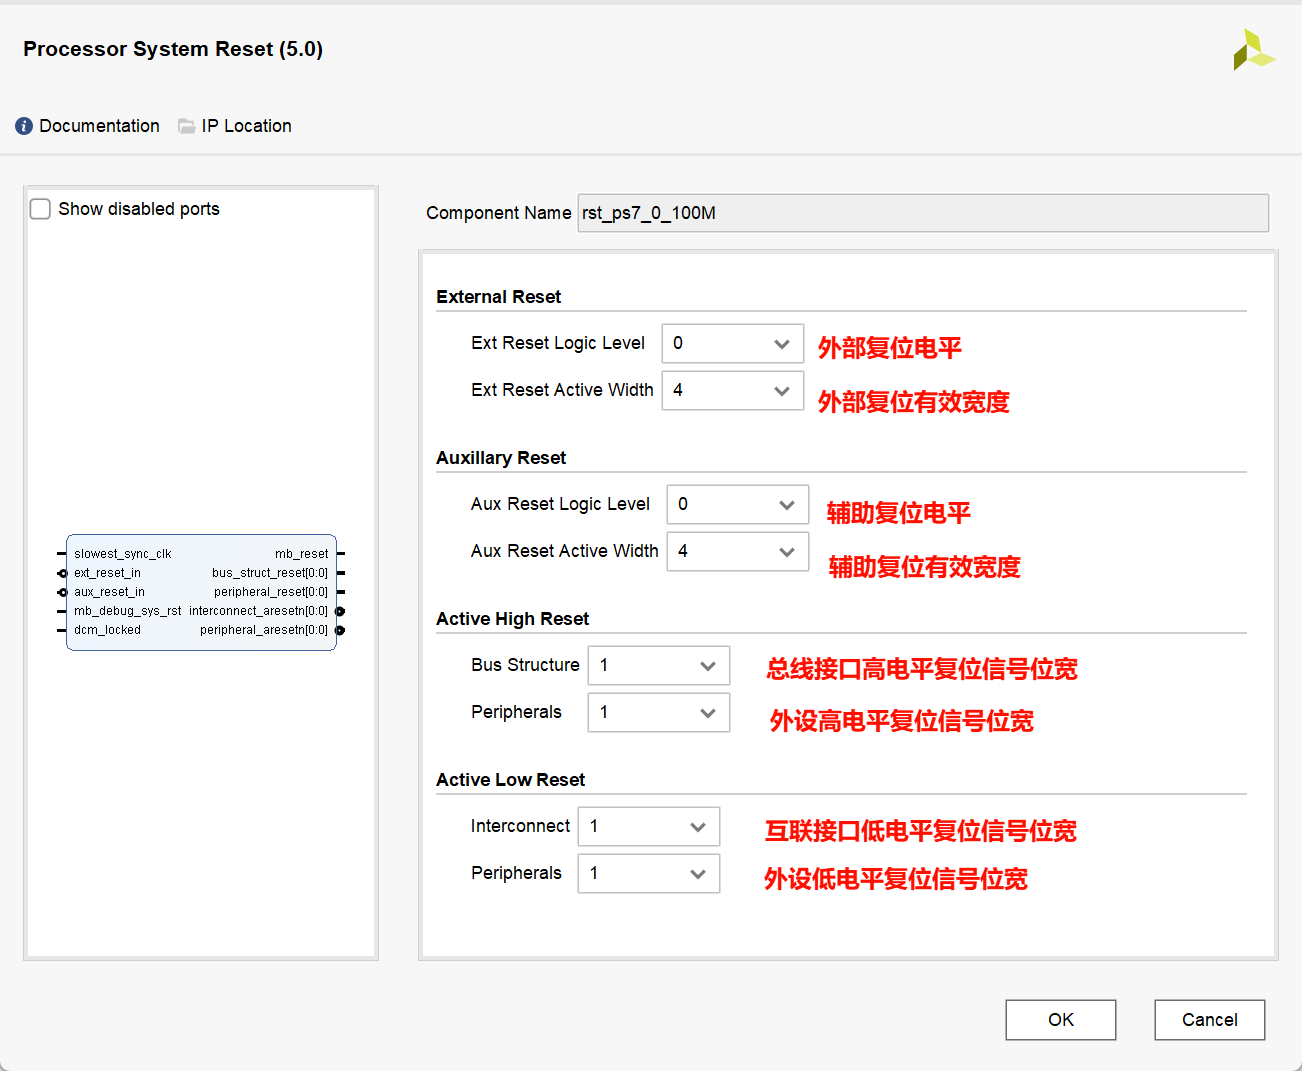 Processor System Reset (5.0)
Documentation IP Location
Show disabled ports
slowest_sync_clk mb_reset
ext_reset_in bus_struct_reset[0:0]
aux_reset_in peripheral_reset[0:0]
mb_debug_sys_rst interconnect_aresetn[0:0]
dcm_locked peripheral_aresetn[0:0]
Component Name rst_ps7_0_100M
External Reset
Ext Reset Logic Level 0 外部复位电平
Ext Reset Active Width 4 外部复位有效宽度
Auxillary Reset
Aux Reset Logic Level 0 辅助复位电平
Aux Reset Active Width 4 辅助复位有效宽度
Active High Reset
Bus Structure 1 总线接口高电平复位信号位宽
Peripherals 1 外设高电平复位信号位宽
Active Low Reset
Interconnect 1 互联接口低电平复位信号位宽
Peripherals 1 外设低电平复位信号位宽
OK Cancel